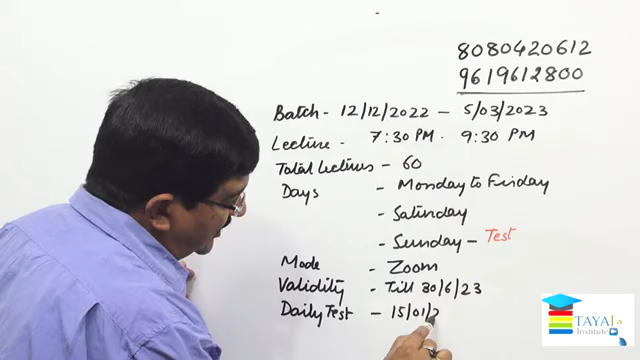 8080420612
9619612800
Batch - 12/12/2022 - 5/03/2023
Lecture - 7:30 PM - 9:30 PM
Total Lectures - 60
Days - Monday to Friday
- Saturday
- Sunday - Test
Mode - Zoom
Validity - Till 30/6/23
Daily Test - 15/01/2
TAYAL
Institute